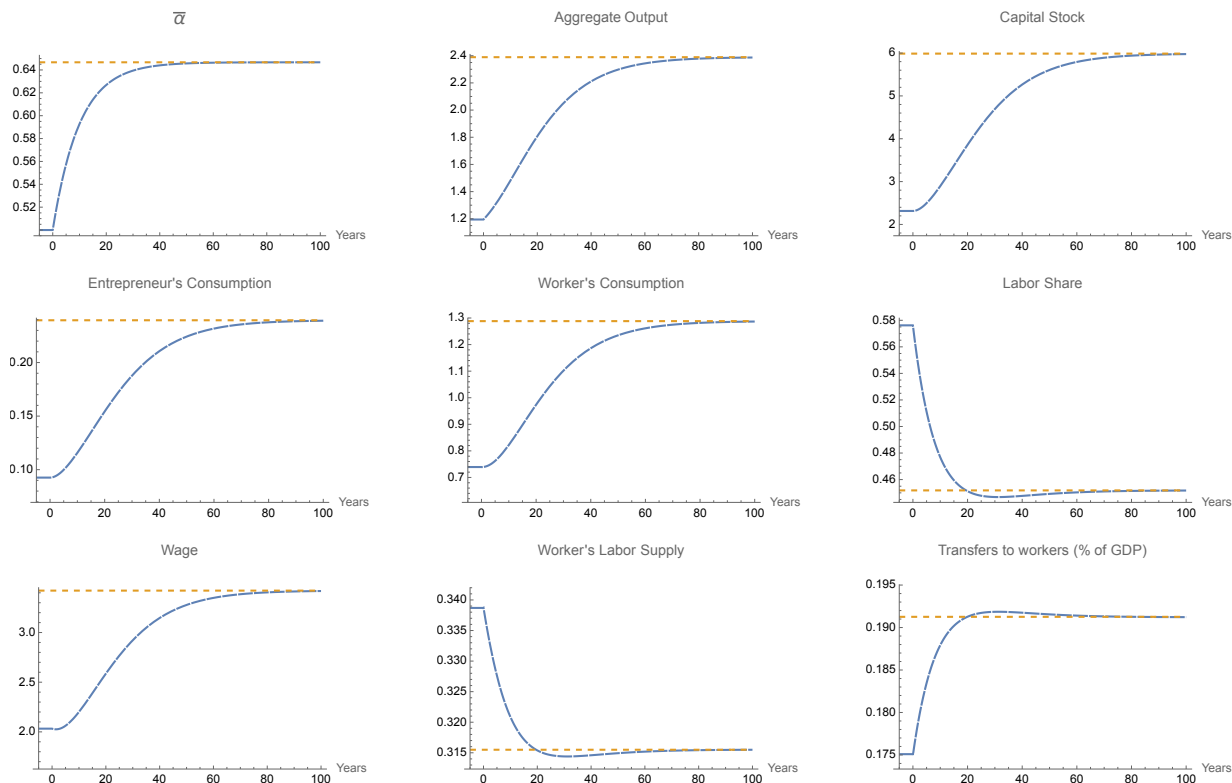 α̅
0.64
0.62
0.60
0.58
0.56
0.54
0.52
0 20 40 60 80 100 Years
Aggregate Output
2.4
2.2
2.0
1.8
1.6
1.4
1.2
0 20 40 60 80 100 Years
Capital Stock
6
5
4
3
2
0 20 40 60 80 100 Years
Entrepreneur's Consumption
0.20
0.15
0.10
0 20 40 60 80 100 Years
Worker's Consumption
1.3
1.2
1.1
1.0
0.9
0.8
0.7
0 20 40 60 80 100 Years
Labor Share
0.58
0.56
0.54
0.52
0.50
0.48
0.46
0 20 40 60 80 100 Years
Wage
3.0
2.5
2.0
0 20 40 60 80 100 Years
Worker's Labor Supply
0.340
0.335
0.330
0.325
0.320
0.315
0 20 40 60 80 100 Years
Transfers to workers (% of GDP)
0.195
0.190
0.185
0.180
0.175
0 20 40 60 80 100 Years